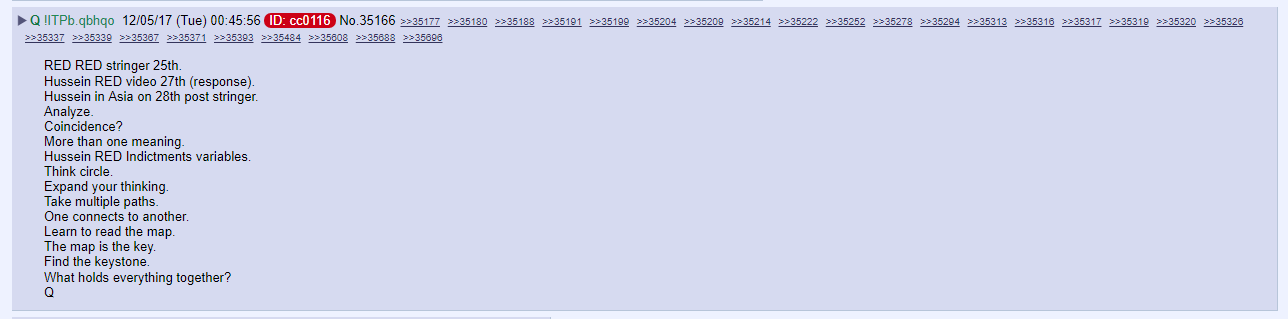 ▶Q !ITPb.qbhqo 12/05/17 (Tue) 00:45:56 ID: cc0116 No.35166 >>35177 >>35180 >>35188 >>35191 >>35199 >>35204 >>35209 >>35214 >>35222 >>35252 >>35278 >>35294 >>35313 >>35316 >>35317 >>35319 >>35320 >>35326
>>35337 >>35339 >>35367 >>35371 >>35393 >>35484 >>35608 >>35688 >>35696
RED RED stringer 25th.
Hussein RED video 27th (response).
Hussein in Asia on 28th post stringer.
Analyze.
Coincidence?
More than one meaning.
Hussein RED Indictments variables.
Think circle.
Expand your thinking.
Take multiple paths.
One connects to another.
Learn to read the map.
The map is the key.
Find the keystone.
What holds everything together?
Q